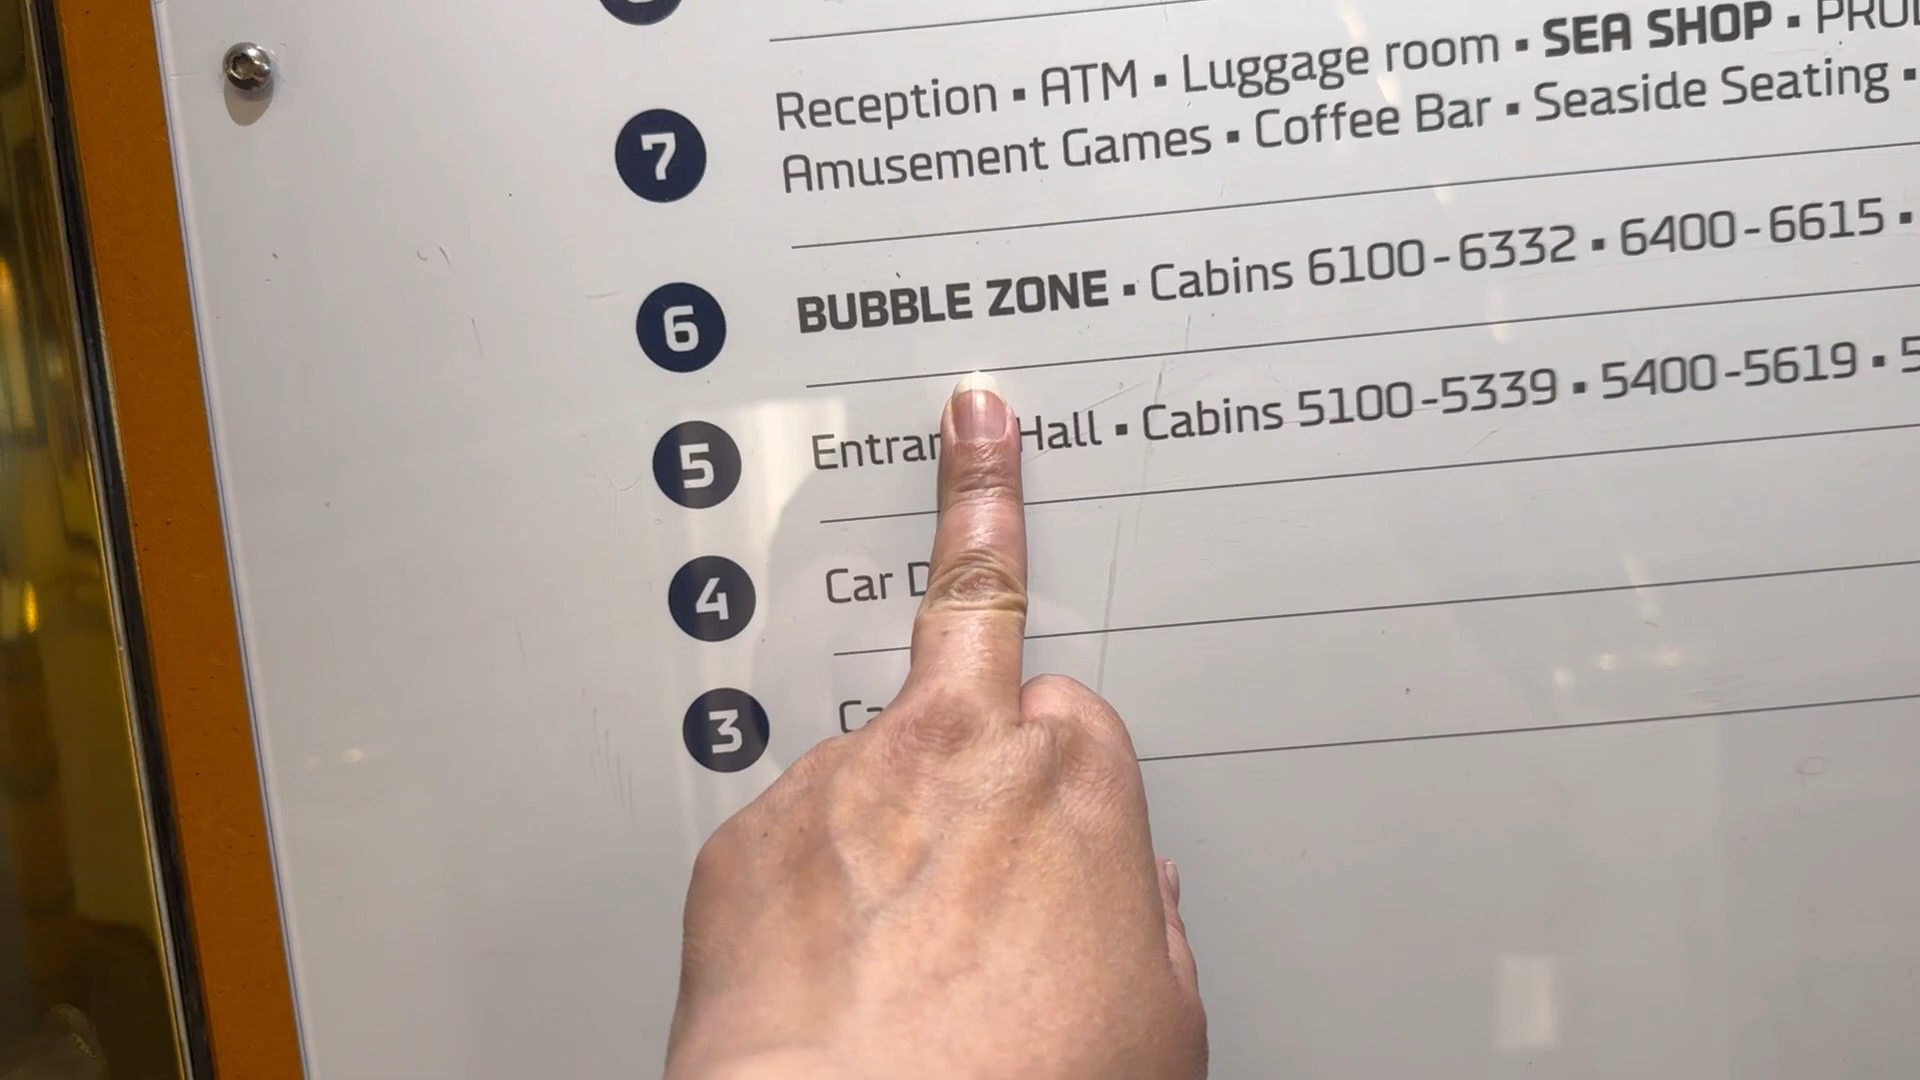 7 Reception ▪ ATM ▪ Luggage room ▪ SEA SHOP ▪
Amusement Games ▪ Coffee Bar ▪ Seaside Seating ▪
6 BUBBLE ZONE ▪ Cabins 6100-6332 ▪ 6400-6615 ▪
5 Hall ▪ Cabins 5100-5339 ▪ 5400-5619 ▪
4 Car
3